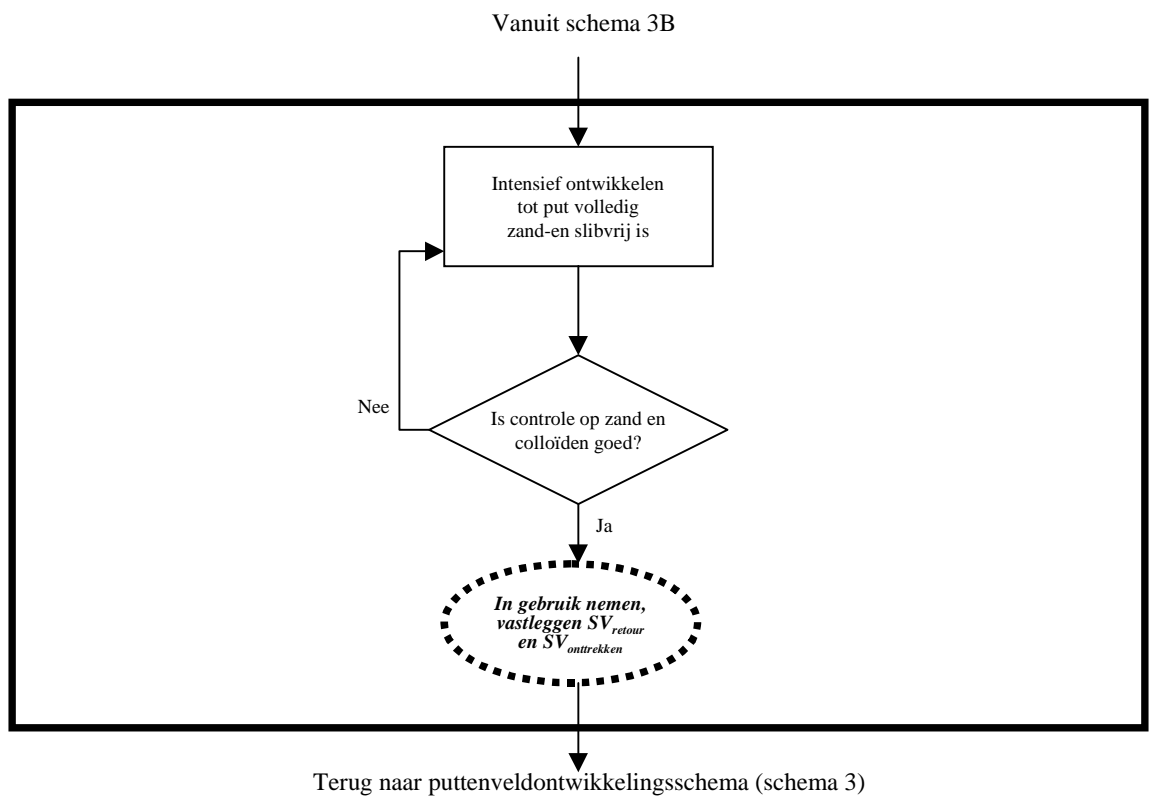 Vanuit schema 3B
Intensief ontwikkelen
tot put volledig
zand-en slibvrij is
Nee
Is controle op zand en
colloïden goed?
Ja
In gebruik nemen,
vastleggen SVretour
en SVonttrekken
Terug naar puttenveldontwikkelingsschema (schema 3)